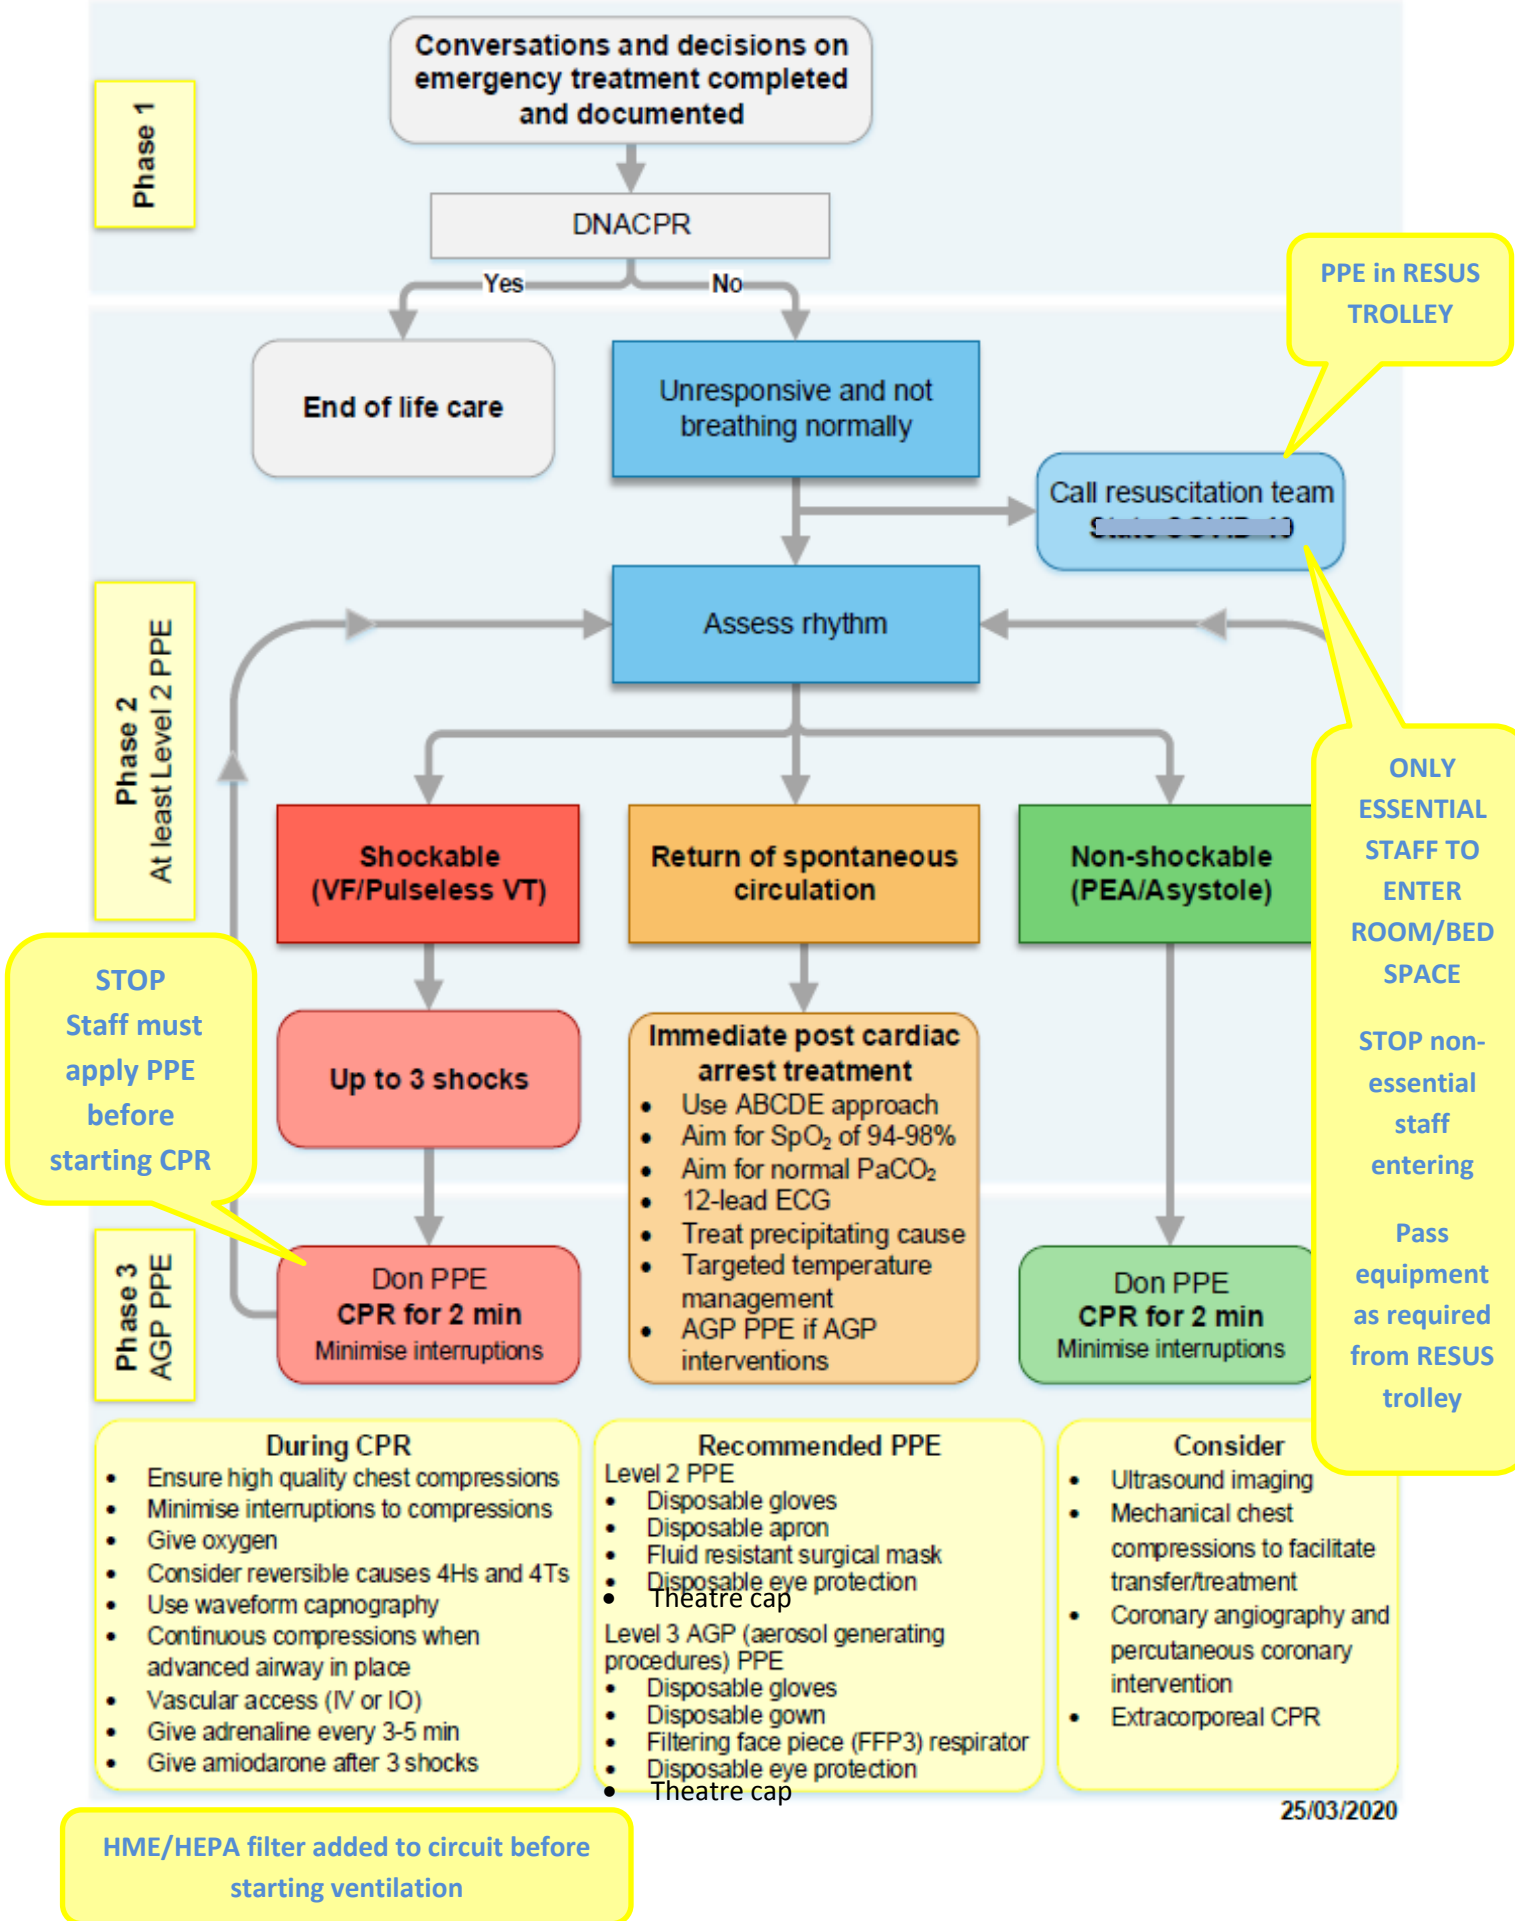 Conversations and decisions on
emergency treatment completed
and documented
Phase 1
DNACPR
Yes
No
PPE in RESUS
TROLLEY
End of life care
Unresponsive and not
breathing normally
Call resuscitation team
State COVID-19
Assess rhythm
Phase 2
At least Level 2 PPE
Shockable
(VF/Pulseless VT)
Return of spontaneous
circulation
Non-shockable
(PEA/Asystole)
ONLY
ESSENTIAL
STAFF TO
ENTER
ROOM/BED
SPACE
STOP non-
essential
staff
entering
Pass
equipment
as required
from RESUS
trolley
STOP
Staff must
apply PPE
before
starting CPR
Up to 3 shocks
Immediate post cardiac
arrest treatment
• Use ABCDE approach
• Aim for SpO₂ of 94-98%
• Aim for normal PaCO₂
• 12-lead ECG
• Treat precipitating cause
• Targeted temperature
management
• AGP PPE if AGP
interventions
Phase 3
AGP PPE
Don PPE
CPR for 2 min
Minimise interruptions
Don PPE
CPR for 2 min
Minimise interruptions
During CPR
• Ensure high quality chest compressions
• Minimise interruptions to compressions
• Give oxygen
• Consider reversible causes 4Hs and 4Ts
• Use waveform capnography
• Continuous compressions when
advanced airway in place
• Vascular access (IV or IO)
• Give adrenaline every 3-5 min
• Give amiodarone after 3 shocks
Recommended PPE
Level 2 PPE
• Disposable gloves
• Disposable apron
• Fluid resistant surgical mask
• Disposable eye protection
• Theatre cap
Level 3 AGP (aerosol generating
procedures) PPE
• Disposable gloves
• Disposable gown
• Filtering face piece (FFP3) respirator
• Disposable eye protection
• Theatre cap
Consider
• Ultrasound imaging
• Mechanical chest
compressions to facilitate
transfer/treatment
• Coronary angiography and
percutaneous coronary
intervention
• Extracorporeal CPR
25/03/2020
HME/HEPA filter added to circuit before
starting ventilation